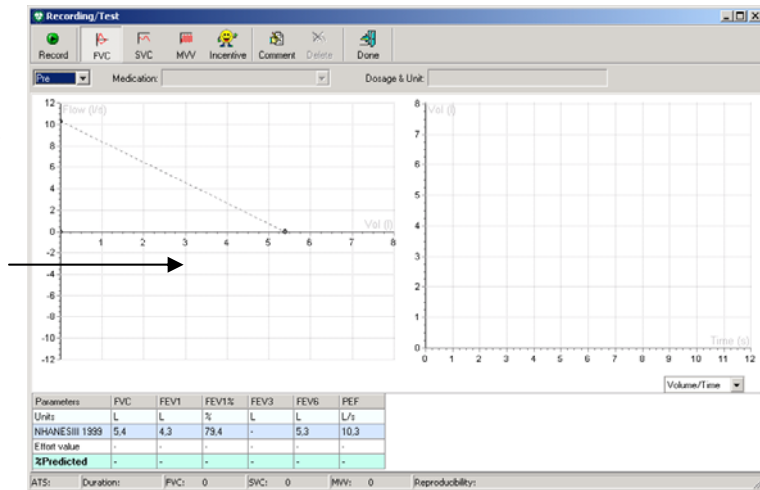 Recording/Test
Record FVC SVC MVV Incentive Comment Delete Done
Pre Medication: Dosage & Unit:
Flow (l/s)
12
10
8
6
4
2
0
-2
-4
-6
-8
-10
-12
1 2 3 4 5 6 7 8
Vol (l)
Vol (l)
8
7
6
5
4
3
2
1
0
0 1 2 3 4 5 6 7 8 9 10 11 12
Time (s)
Volume/Time
Parameters FVC FEV1 FEV1% FEV3 FEV6 PEF
Units L L % L L L/s
NHANESIII 1999 5,4 4,3 79,4 - 5,3 10,3
Effort value - - - - - -
%Predicted - - - - - -
ATS: Duration: FVC: 0 SVC: 0 MVV: 0 Reproducibility: